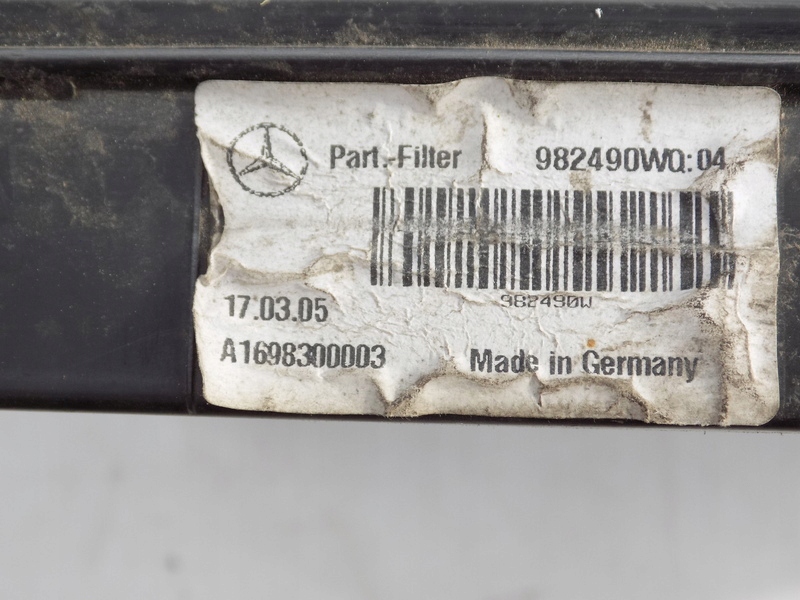 Part.-Filter 982490WQ:04
982490W
17.03.05
A1698300003 Made in Germany